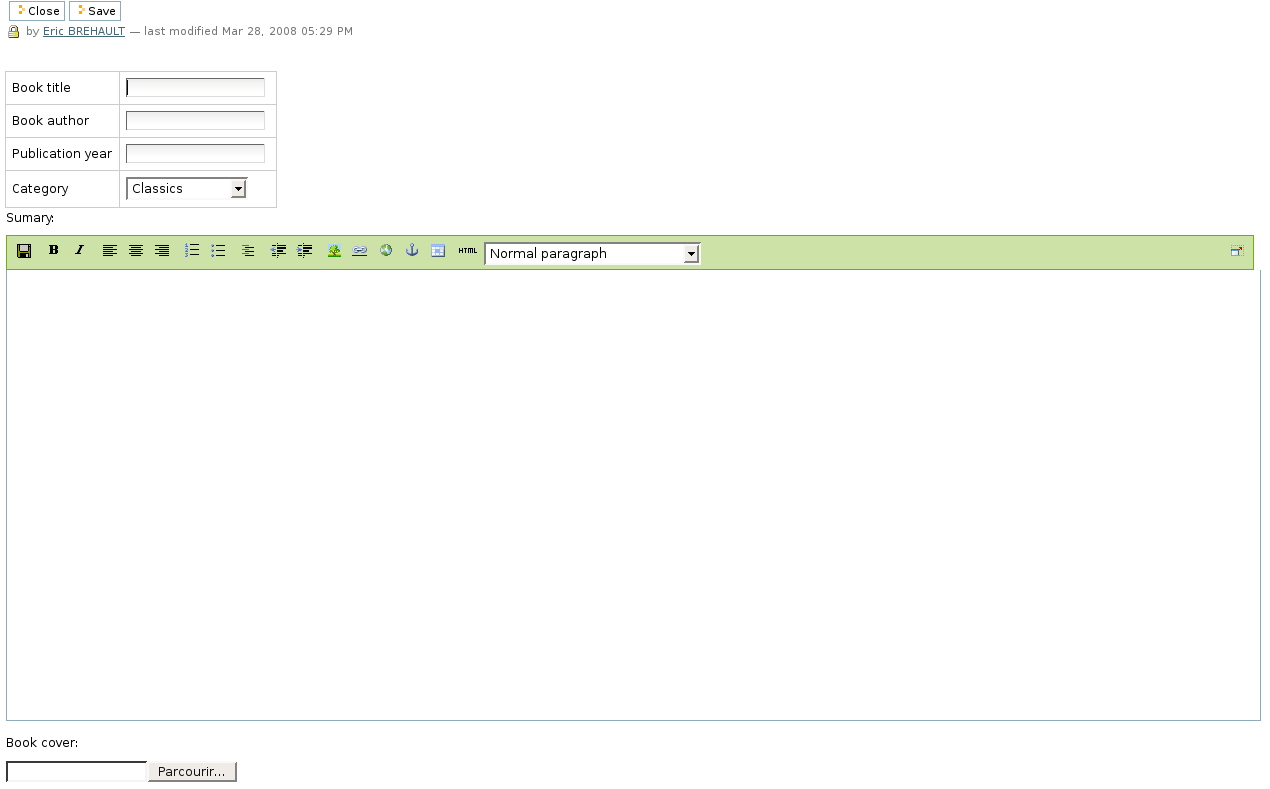 Close Save
by Eric BREHAULT — last modified Mar 28, 2008 05:29 PM
Book title
Book author
Publication year
Category Classics
Sumary:
B I HTML Normal paragraph
Book cover:
Parcourir...